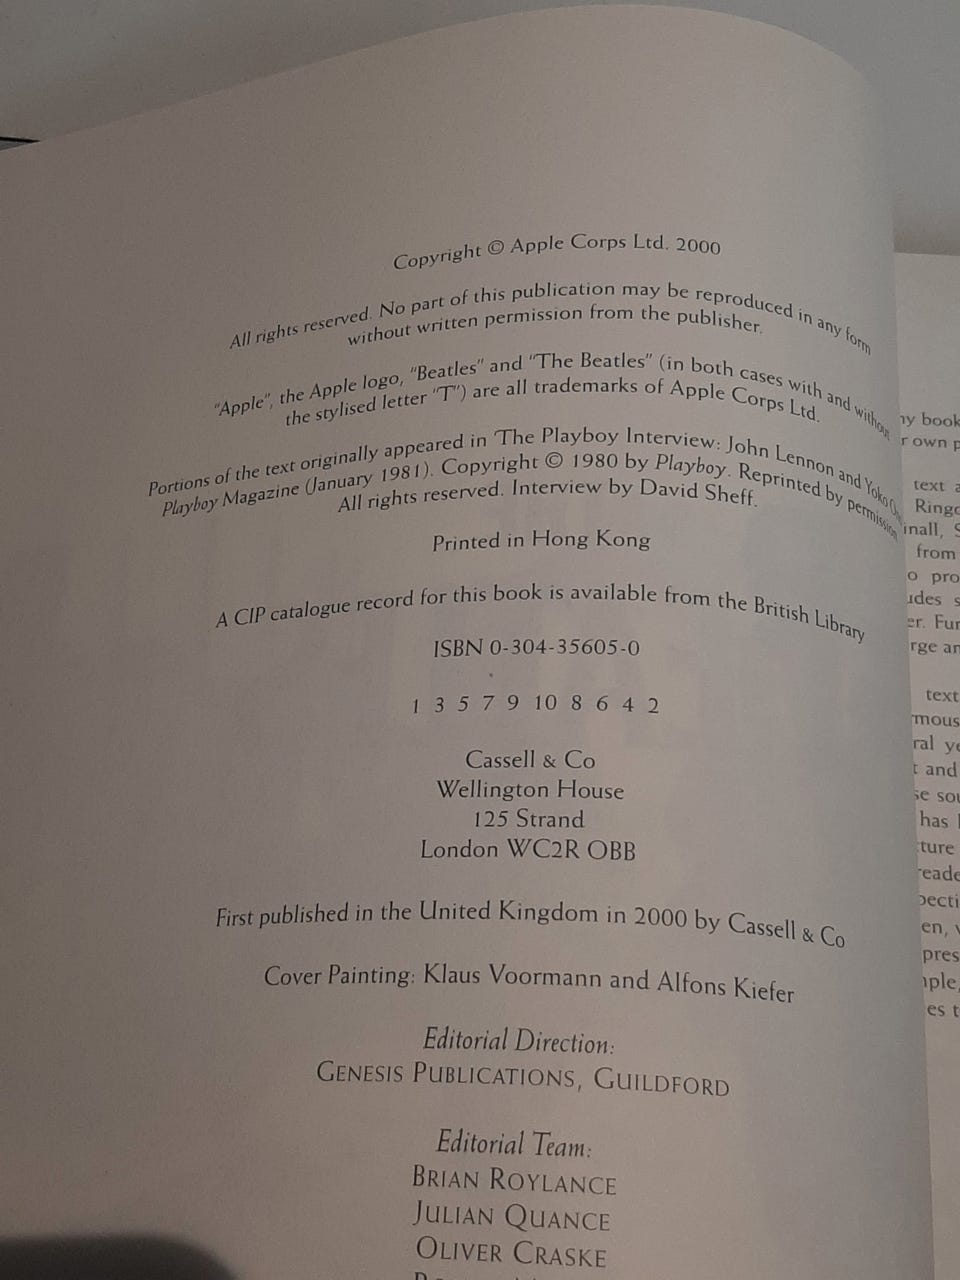 Copyright © Apple Corps Ltd. 2000
All rights reserved. No part of this publication may be reproduced in any form
without written permission from the publisher.
"Apple", the Apple logo, "Beatles" and "The Beatles" (in both cases with and without
the stylised letter "T") are all trademarks of Apple Corps Ltd.
Portions of the text originally appeared in 'The Playboy Interview: John Lennon and Yoko
Playboy Magazine (January 1981). Copyright © 1980 by Playboy. Reprinted by permission
All rights reserved. Interview by David Sheff.
Printed in Hong Kong
A CIP catalogue record for this book is available from the British Library
ISBN 0-304-35605-0
1 3 5 7 9 10 8 6 4 2
Cassell & Co
Wellington House
125 Strand
London WC2R OBB
First published in the United Kingdom in 2000 by Cassell & Co
Cover Painting: Klaus Voormann and Alfons Kiefer
Editorial Direction:
GENESIS PUBLICATIONS, GUILDFORD
Editorial Team:
BRIAN ROYLANCE
JULIAN QUANCE
OLIVER CRASKE
book
own
text
from
text
and
has